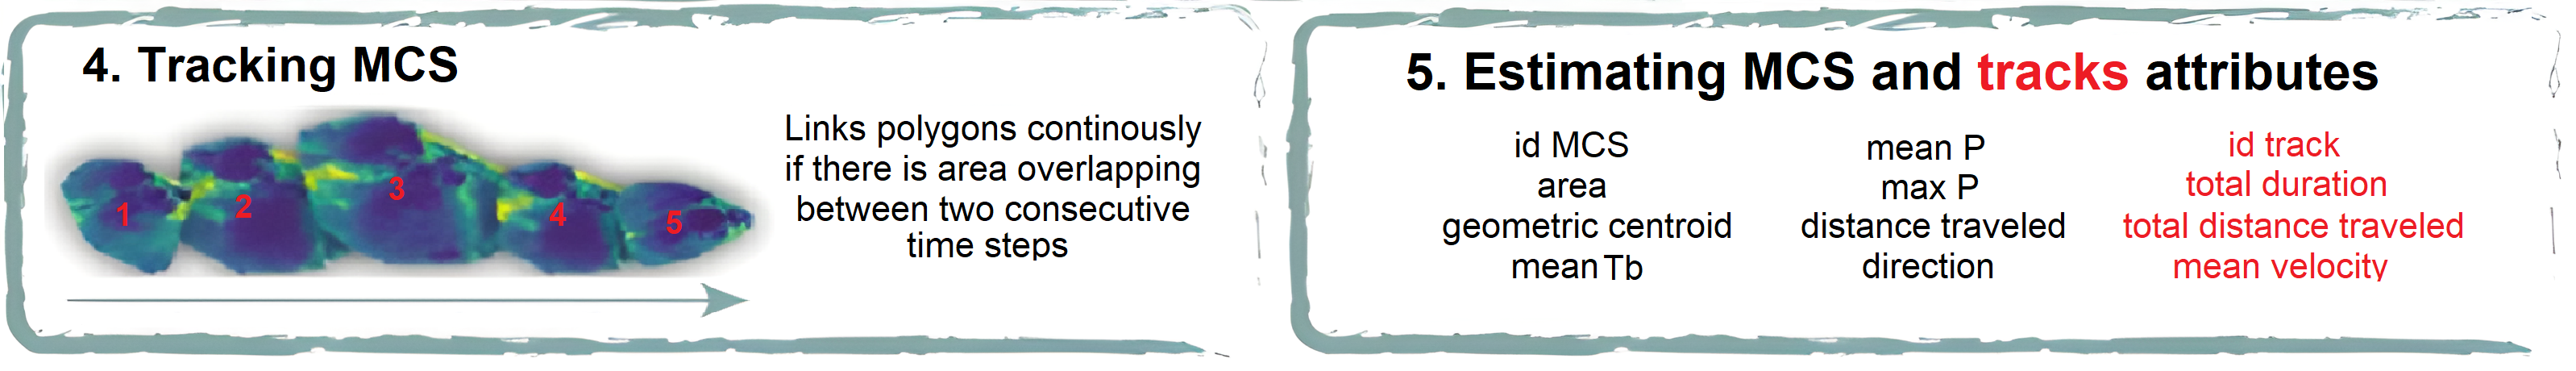 4. Tracking MCS
1
2
3
4
5
Links polygons continously
if there is area overlapping
between two consecutive
time steps
5. Estimating MCS and tracks attributes
id MCS
area
geometric centroid
mean Tb
mean P
max P
distance traveled
direction
id track
total duration
total distance traveled
mean velocity